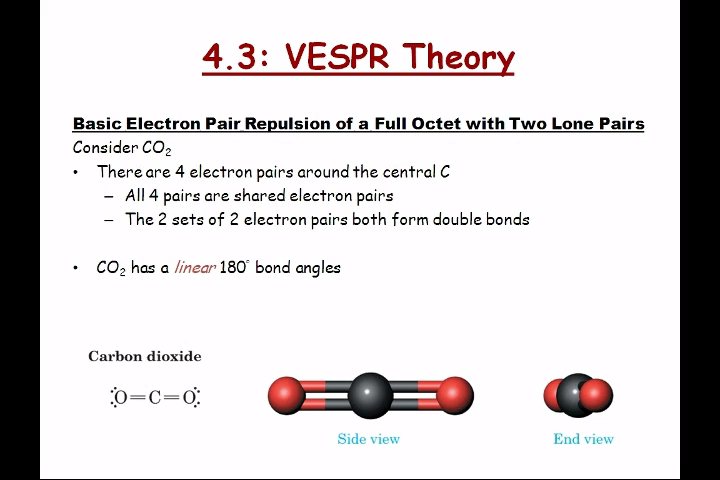 4.3: VESPR Theory
Basic Electron Pair Repulsion of a Full Octet with Two Lone Pairs
Consider CO₂
• There are 4 electron pairs around the central C
– All 4 pairs are shared electron pairs
– The 2 sets of 2 electron pairs both form double bonds
• CO₂ has a linear 180° bond angles
Carbon dioxide
:Ö=C=Ö:
Side view
End view